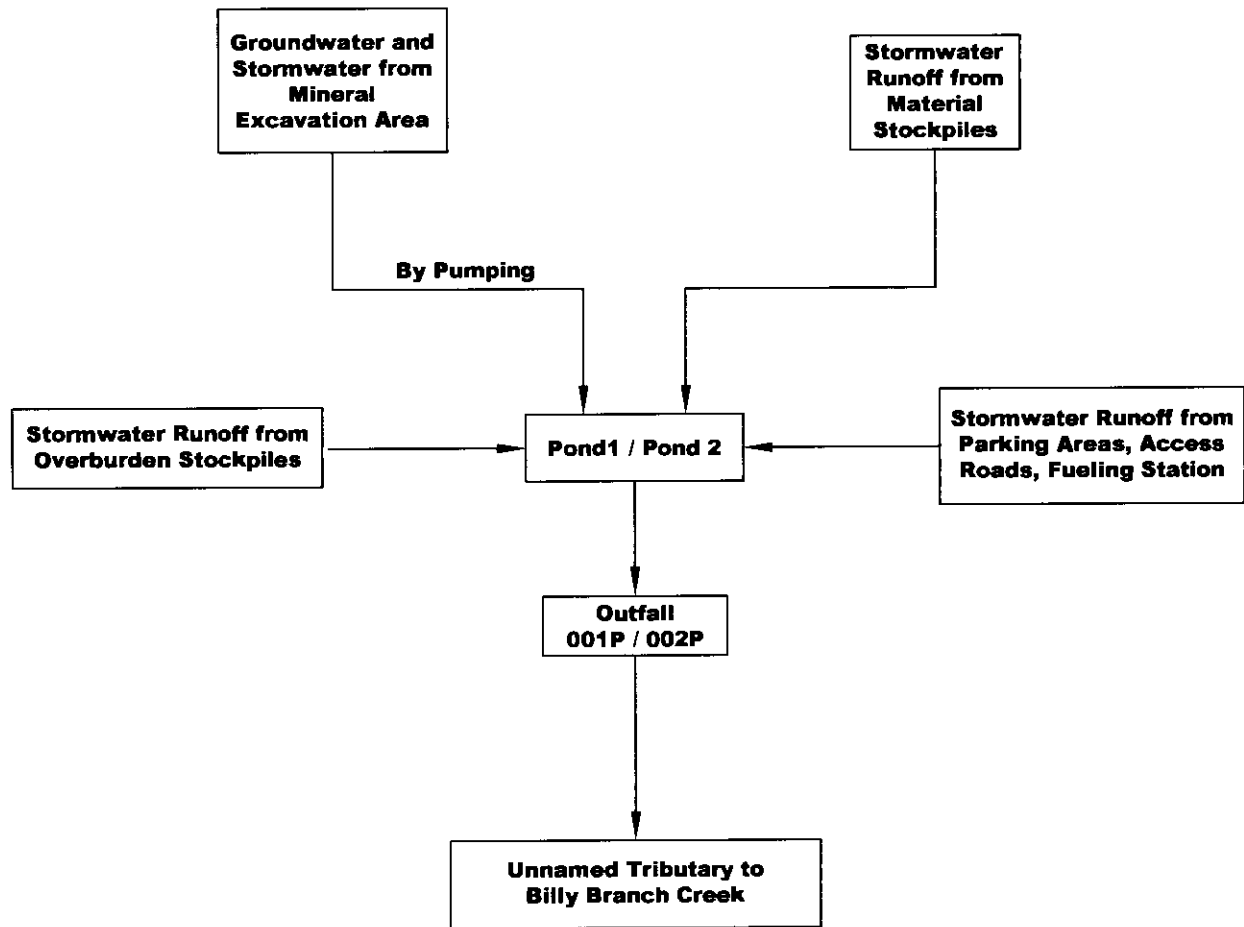 Groundwater and
Stormwater from
Mineral
Excavation Area
Stormwater
Runoff from
Material
Stockpiles
By Pumping
Stormwater Runoff from
Overburden Stockpiles
Pond1 / Pond 2
Stormwater Runoff from
Parking Areas, Access
Roads, Fueling Station
Outfall
001P / 002P
Unnamed Tributary to
Billy Branch Creek